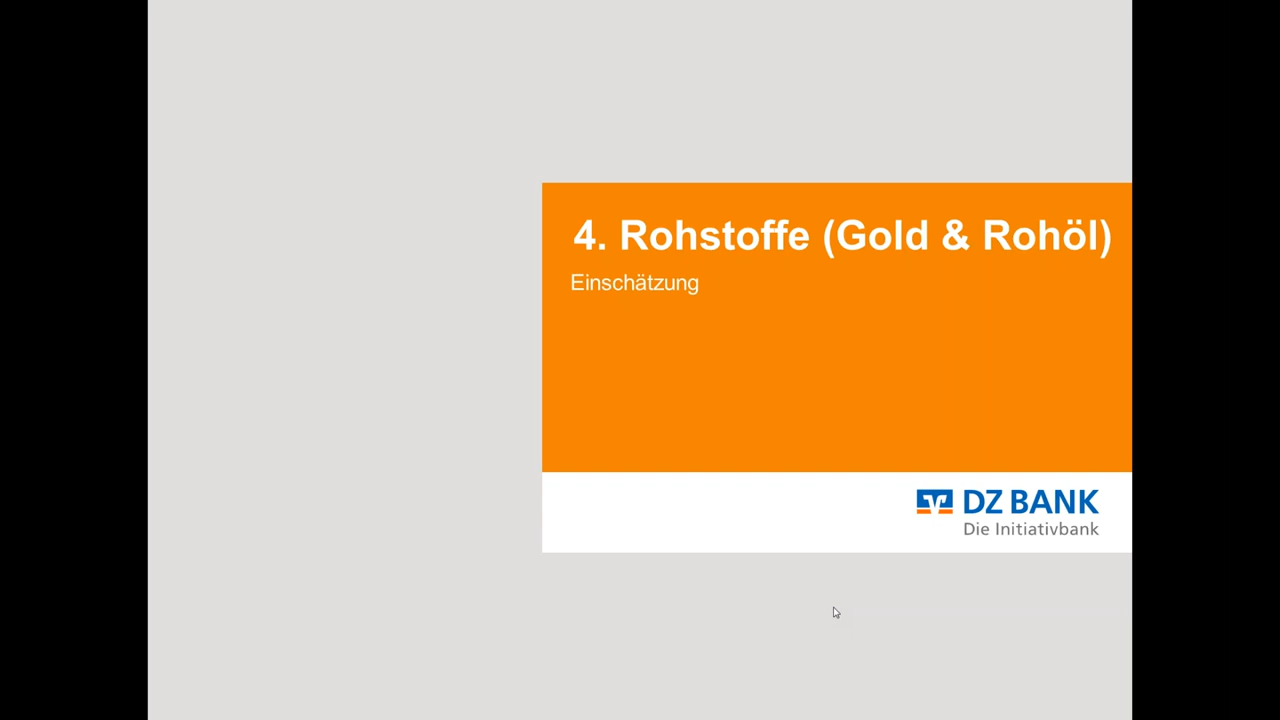 4. Rohstoffe (Gold & Rohöl)
Einschätzung
DZ BANK
Die Initiativbank